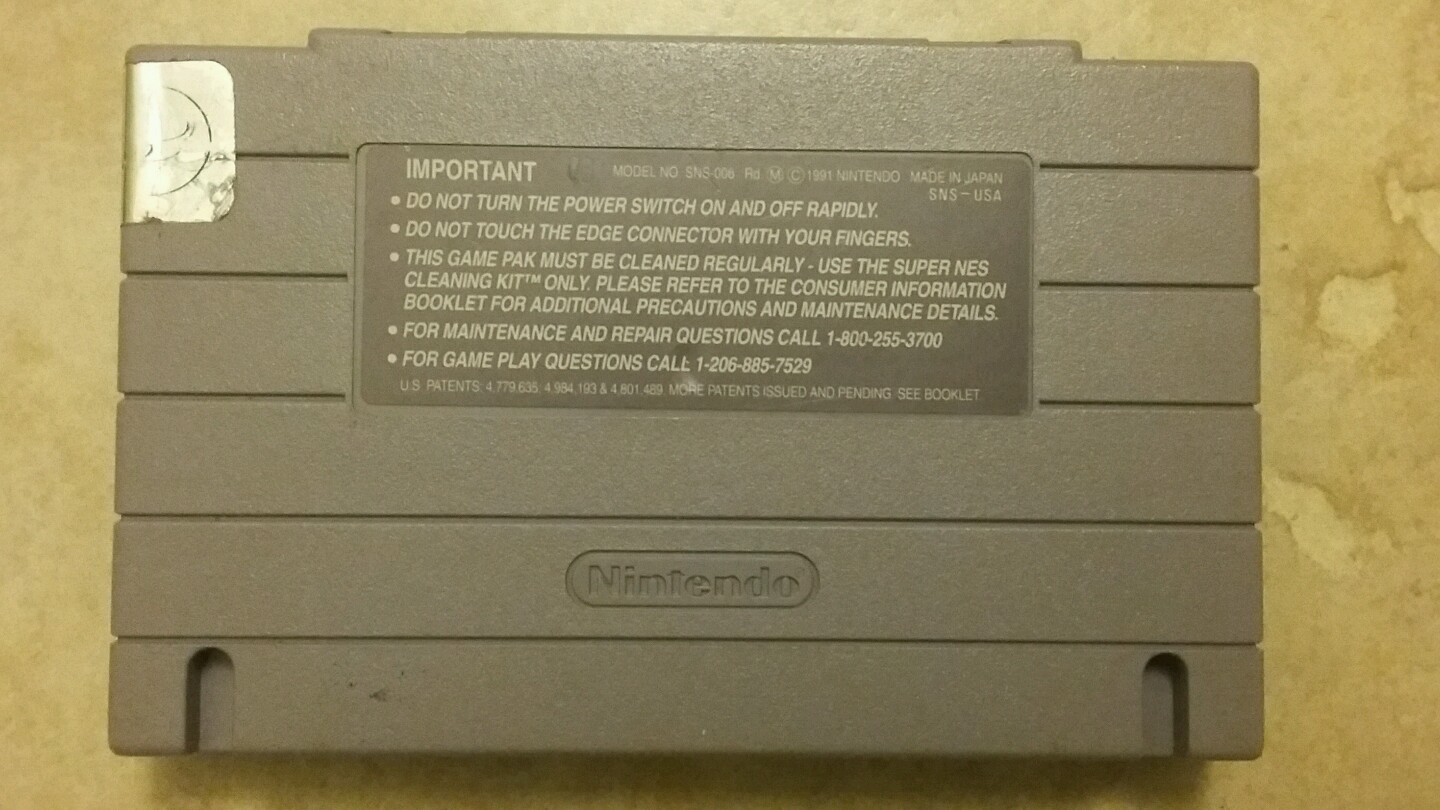 IMPORTANT MODEL NO. SNS-006 Rd Ⓜ Ⓒ 1991 NINTENDO MADE IN JAPAN
SNS-USA
• DO NOT TURN THE POWER SWITCH ON AND OFF RAPIDLY.
• DO NOT TOUCH THE EDGE CONNECTOR WITH YOUR FINGERS.
• THIS GAME PAK MUST BE CLEANED REGULARLY - USE THE SUPER NES
CLEANING KIT™ ONLY. PLEASE REFER TO THE CONSUMER INFORMATION
BOOKLET FOR ADDITIONAL PRECAUTIONS AND MAINTENANCE DETAILS.
• FOR MAINTENANCE AND REPAIR QUESTIONS CALL 1-800-255-3700
• FOR GAME PLAY QUESTIONS CALL 1-206-885-7529
U.S. PATENTS: 4,779,635, 4,984,193 & 4,801,489. MORE PATENTS ISSUED AND PENDING. SEE BOOKLET
Nintendo